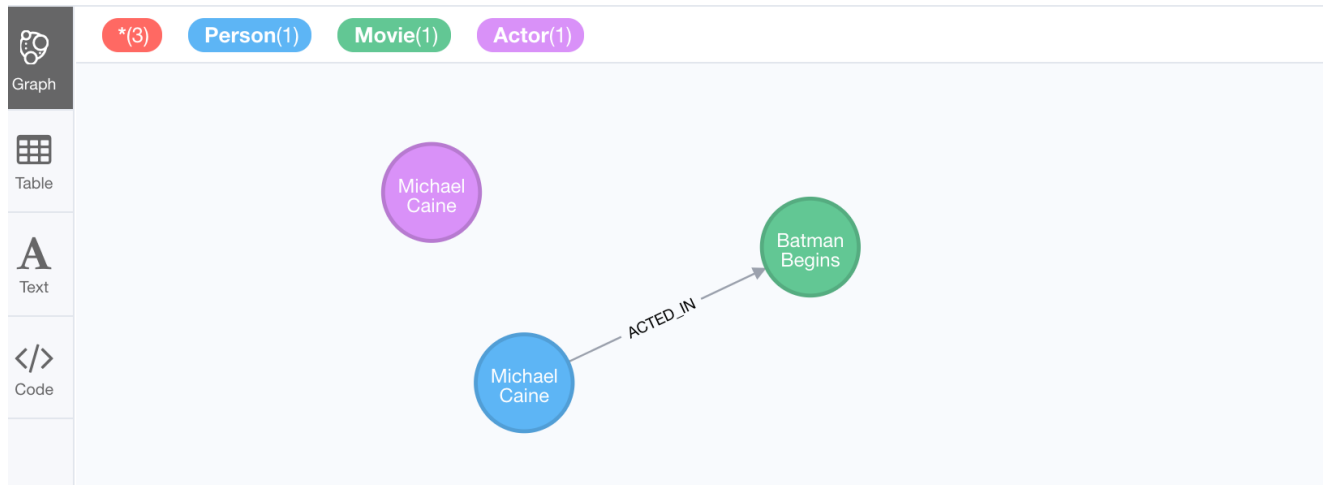 *(3) Person(1) Movie(1) Actor(1)
Graph
Table
Text
Code
Michael
Caine
Batman
Begins
ACTED_IN
Michael
Caine